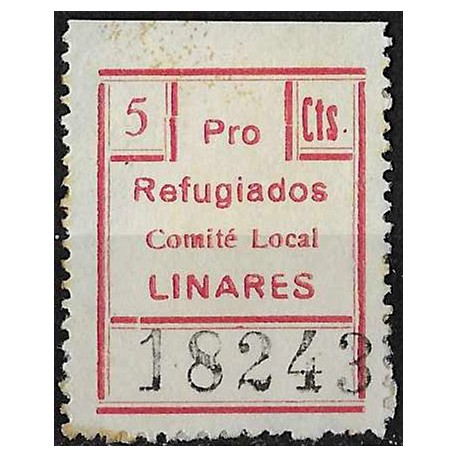 5 Cts.
Pro
Refugiados
Comité Local
LINARES
18243